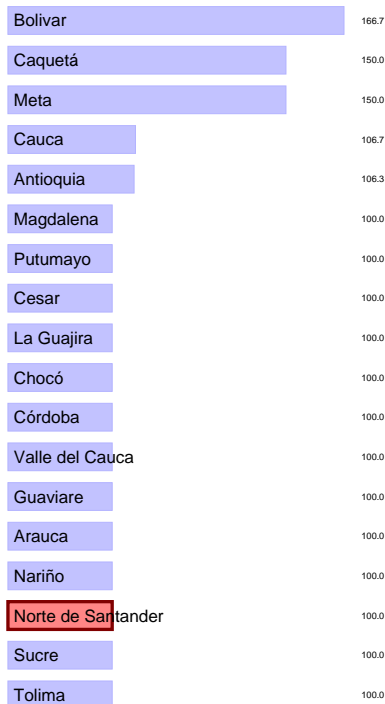 Bolivar 166.7
Caquetá 150.0
Meta 150.0
Cauca 106.7
Antioquia 106.3
Magdalena 100.0
Putumayo 100.0
Cesar 100.0
La Guajira 100.0
Chocó 100.0
Córdoba 100.0
Valle del Cauca 100.0
Guaviare 100.0
Arauca 100.0
Nariño 100.0
Norte de Santander 100.0
Sucre 100.0
Tolima 100.0